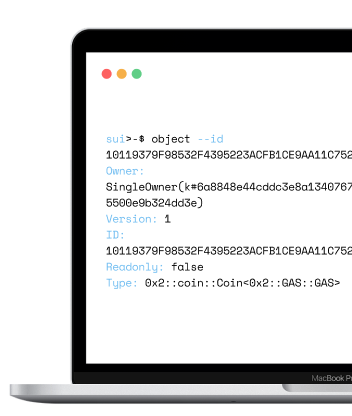 sui>-$ object --id
10119379F98532F4395223ACFB1CE9AA11C752
Owner:
SingleOwner(k#6a8848e44cddc3e8a1340767
5500e9b324dd3e)
Version: 1
ID:
10119379F98532F4395223ACFB1CE9AA11C752
Readonly: false
Type: 0x2::coin::Coin<0x2::GAS::GAS>
MacBook P